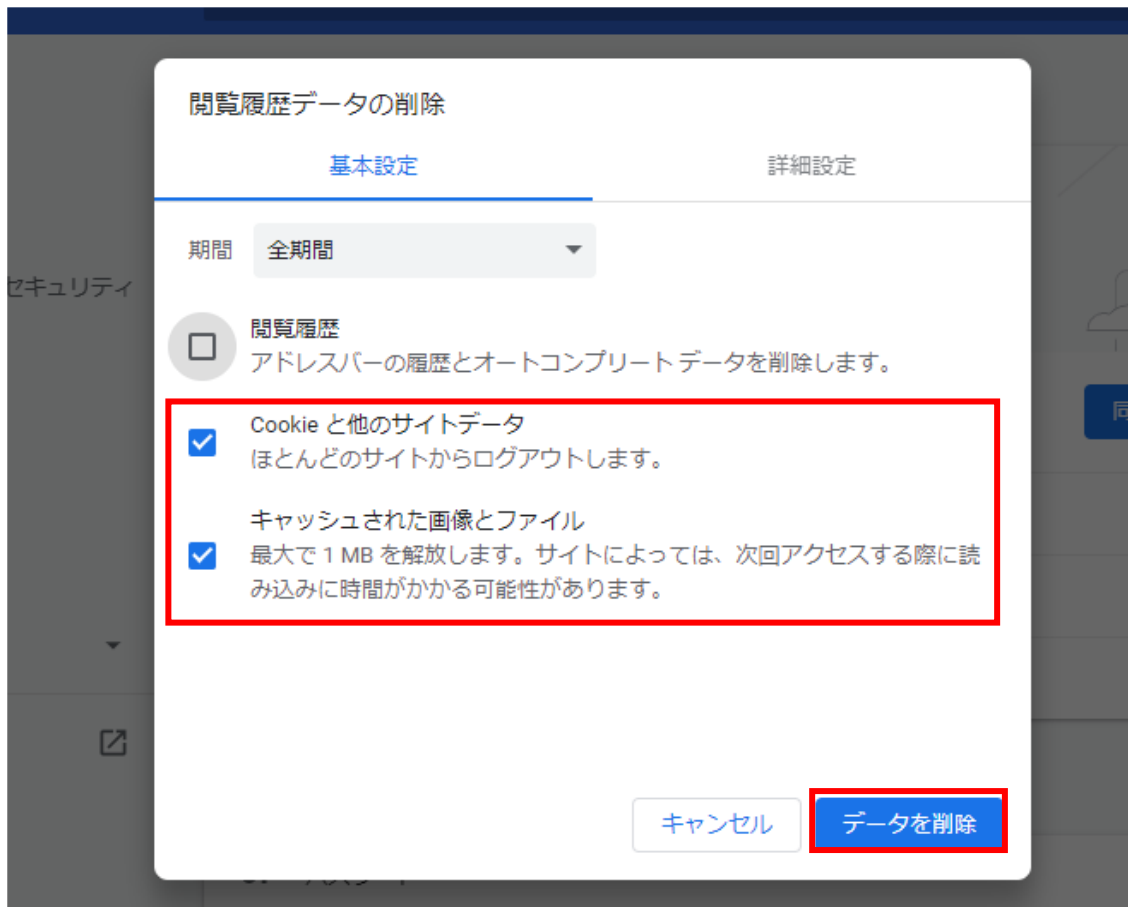 閲覧履歴データの削除
基本設定
詳細設定
期間
全期間
セキュリティ
閲覧履歴
アドレスバーの履歴とオートコンプリート データを削除します。
同
Cookie と他のサイトデータ
ほとんどのサイトからログアウトします。
キャッシュされた画像とファイル
最大で 1 MB を解放します。サイトによっては、次回アクセスする際に読
み込みに時間がかかる可能性があります。
キャンセル
データを削除